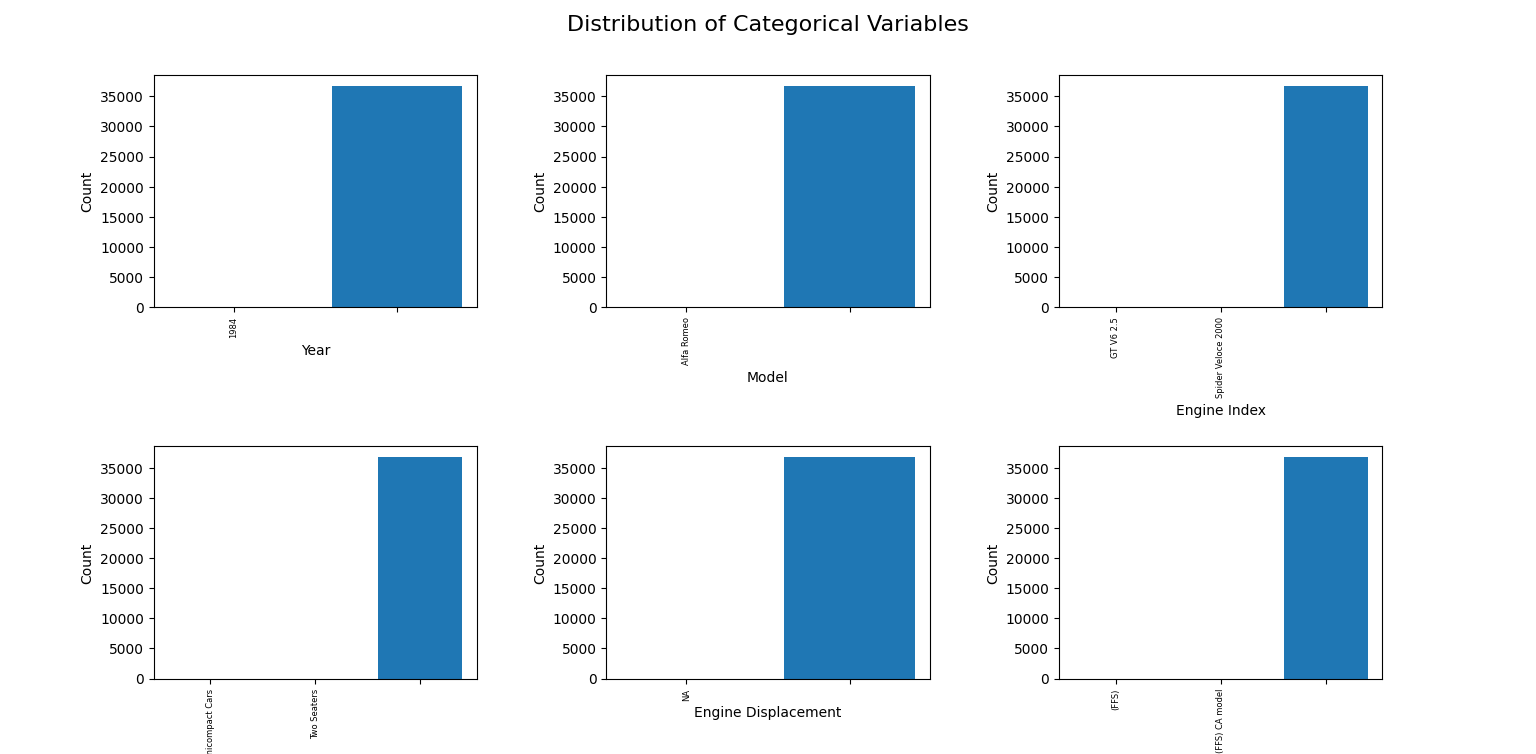 Distribution of Categorical Variables
35000
30000
25000
20000
15000
10000
5000
0
Count
1984
Year
35000
30000
25000
20000
15000
10000
5000
0
Count
Alfa Romeo
Model
35000
30000
25000
20000
15000
10000
5000
0
Count
GT V6 2.5
Spider Veloce 2000
Engine Index
35000
30000
25000
20000
15000
10000
5000
0
Count
nicompact Cars
Two Seaters
35000
30000
25000
20000
15000
10000
5000
0
Count
NA
Engine Displacement
35000
30000
25000
20000
15000
10000
5000
0
Count
(FFS)
(FFS) CA model